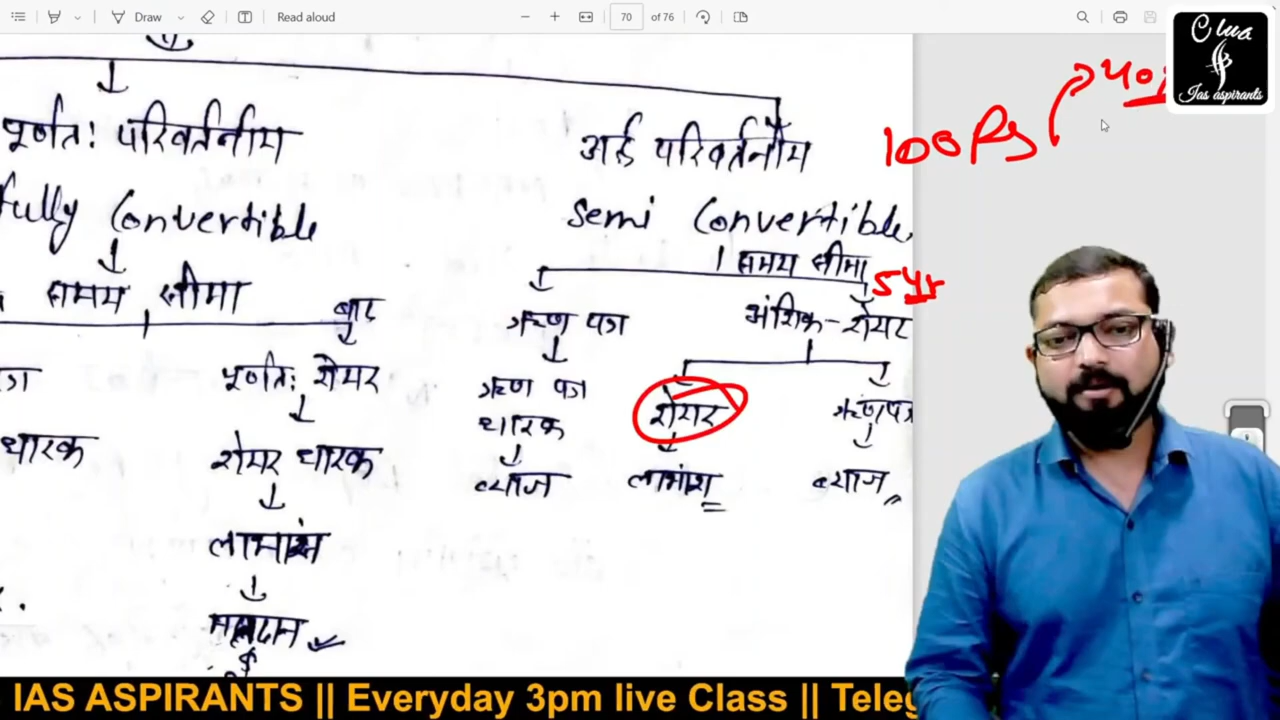 Draw
Read aloud
70 of 76
Clua
Ias aspirants
100 Rs
पूर्णतः परिवर्तनीय
अर्द्ध परिवर्तनीय
fully Convertible
Semi Convertible
समय सीमा
समय सीमा
5yr
बाद
ऋण पत्र
अंशिक-शेयर
पूर्णतः शेयर
ऋण पत्र
धारक
शेयर
ऋणपत्र
धारक
शेयर धारक
ब्याज
लाभांश
ब्याज
लाभांश
मतदान
IAS ASPIRANTS || Everyday 3pm live Class || Teleg